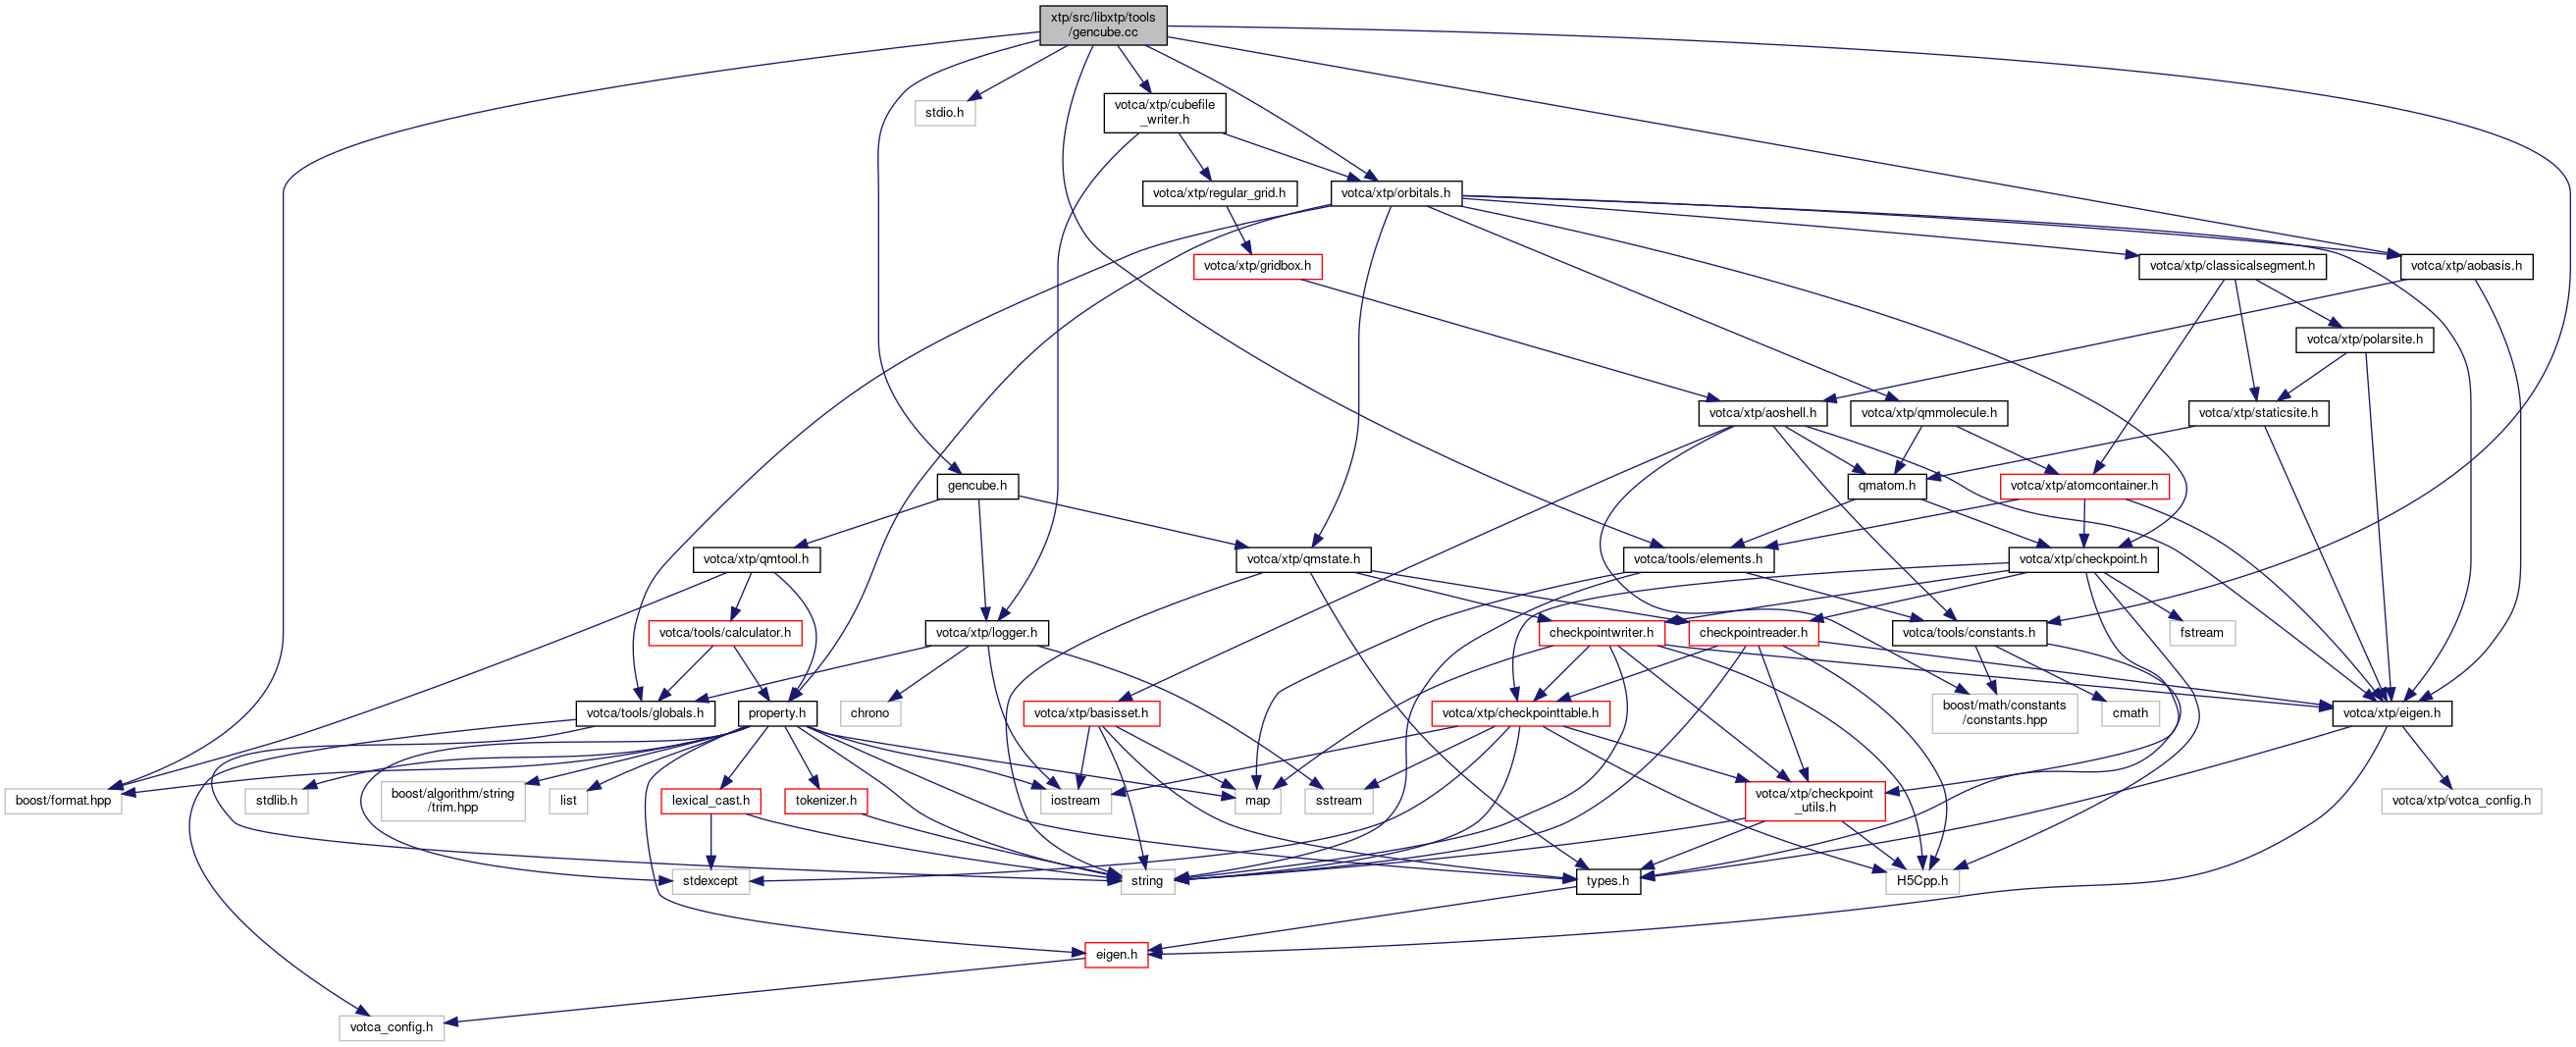 xtp/src/libxtp/tools
/gencube.cc
stdio.h
votca/xtp/cubefile
_writer.h
votca/xtp/regular_grid.h
votca/xtp/orbitals.h
votca/xtp/gridbox.h
votca/xtp/classicalsegment.h
votca/xtp/aobasis.h
votca/xtp/polarsite.h
votca/xtp/aoshell.h
votca/xtp/qmmolecule.h
votca/xtp/staticsite.h
gencube.h
qmatom.h
votca/xtp/atomcontainer.h
votca/xtp/qmtool.h
votca/xtp/qmstate.h
votca/tools/elements.h
votca/xtp/checkpoint.h
votca/tools/calculator.h
votca/xtp/logger.h
checkpointwriter.h
checkpointreader.h
votca/tools/constants.h
fstream
votca/tools/globals.h
property.h
chrono
votca/xtp/basisset.h
votca/xtp/checkpointtable.h
boost/math/constants
/constants.hpp
cmath
votca/xtp/eigen.h
boost/format.hpp
stdlib.h
boost/algorithm/string
/trim.hpp
list
lexical_cast.h
tokenizer.h
iostream
map
sstream
votca/xtp/checkpoint
_utils.h
votca/xtp/votca_config.h
stdexcept
string
types.h
H5Cpp.h
eigen.h
votca_config.h